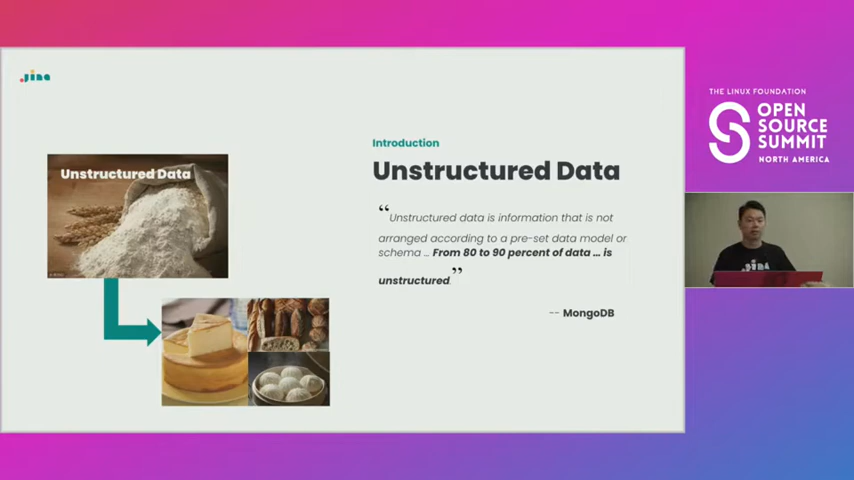 .jina
Introduction
Unstructured Data
Unstructured Data
“Unstructured data is information that is not
arranged according to a pre-set data model or
schema ... From 80 to 90 percent of data ... is
unstructured.”
-- MongoDB
THE LINUX FOUNDATION
OPEN
SOURCE
SUMMIT
NORTH AMERICA
JINA